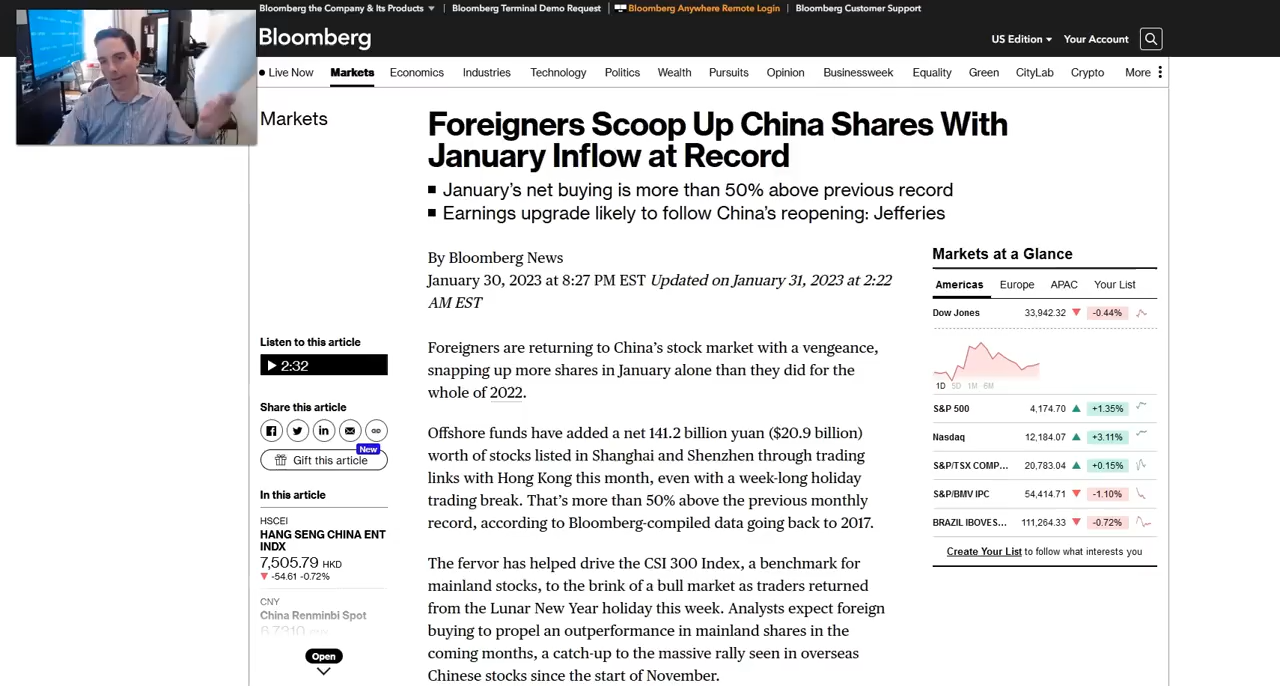 Bloomberg the Company & Its Products
Bloomberg Terminal Demo Request
Bloomberg Anywhere Remote Login
Bloomberg Customer Support
Bloomberg
US Edition
Your Account
Live Now
Markets
Economics
Industries
Technology
Politics
Wealth
Pursuits
Opinion
Businessweek
Equality
Green
CityLab
Crypto
More
Markets
Foreigners Scoop Up China Shares With
January Inflow at Record
January's net buying is more than 50% above previous record
Earnings upgrade likely to follow China's reopening: Jefferies
By Bloomberg News
January 30, 2023 at 8:27 PM EST Updated on January 31, 2023 at 2:22
AM EST
Listen to this article
2:32
Share this article
New
Gift this article
In this article
HSCEI
HANG SENG CHINA ENT
INDX
7,505.79 HKD
-54.61 -0.72%
CNY
China Renminbi Spot
Open
Foreigners are returning to China's stock market with a vengeance,
snapping up more shares in January alone than they did for the
whole of 2022.
Offshore funds have added a net 141.2 billion yuan ($20.9 billion)
worth of stocks listed in Shanghai and Shenzhen through trading
links with Hong Kong this month, even with a week-long holiday
trading break. That's more than 50% above the previous monthly
record, according to Bloomberg-compiled data going back to 2017.
The fervor has helped drive the CSI 300 Index, a benchmark for
mainland stocks, to the brink of a bull market as traders returned
from the Lunar New Year holiday this week. Analysts expect foreign
buying to propel an outperformance in mainland shares in the
coming months, a catch-up to the massive rally seen in overseas
Chinese stocks since the start of November.
Markets at a Glance
Americas Europe APAC Your List
Dow Jones 33,942.32 -0.44%
1D 5D 1M 6M
S&P 500 4,174.70 +1.35%
Nasdaq 12,184.07 +3.11%
S&P/TSX COMP... 20,783.04 +0.15%
S&P/BMV IPC 54,414.71 -1.10%
BRAZIL IBOVES... 111,264.33 -0.72%
Create Your List to follow what interests you